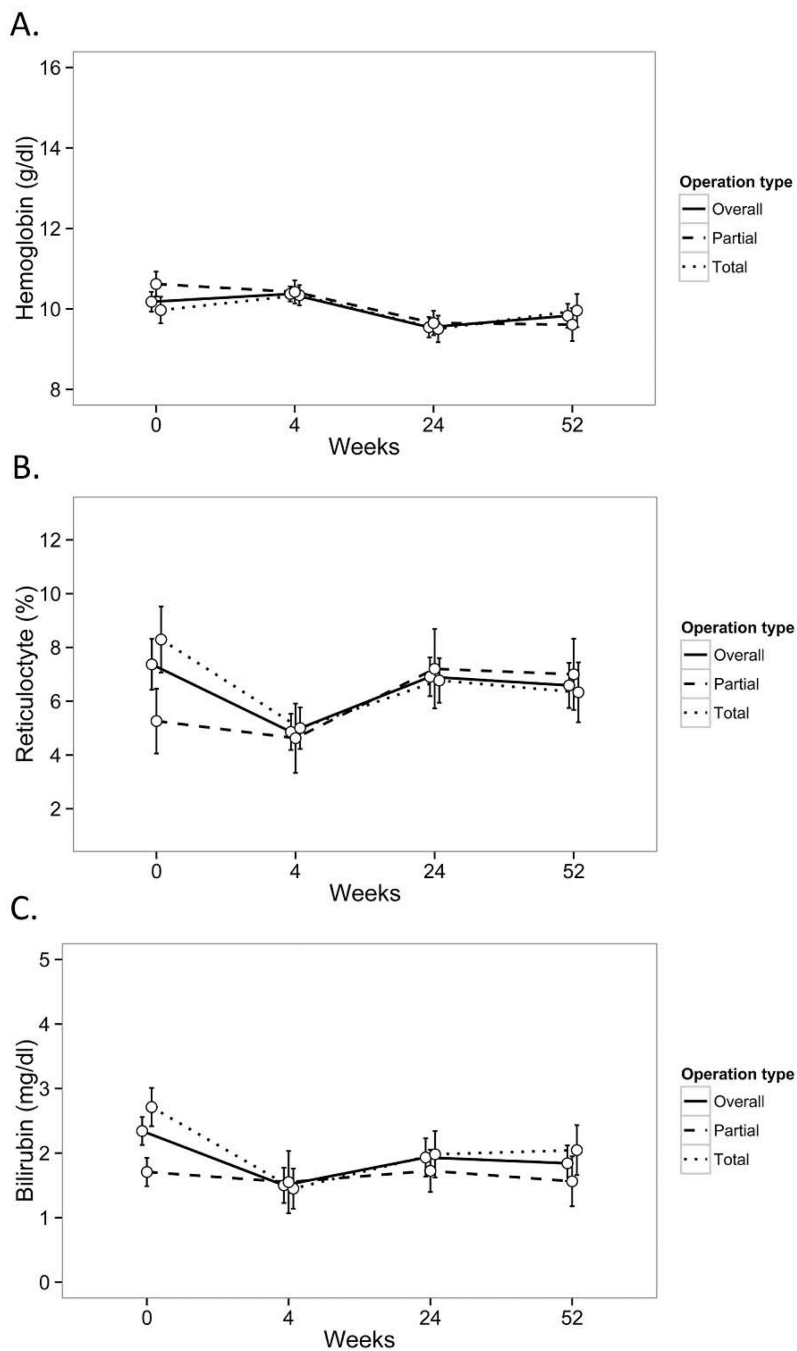 A.
16
14
12
10
8
Hemoglobin (g/dl)
0 4 24 52
Weeks
Operation type
Overall
Partial
Total
B.
12
10
8
6
4
2
Reticuloctyte (%)
0 4 24 52
Weeks
Operation type
Overall
Partial
Total
C.
5
4
3
2
1
0
Bilirubin (mg/dl)
0 4 24 52
Weeks
Operation type
Overall
Partial
Total